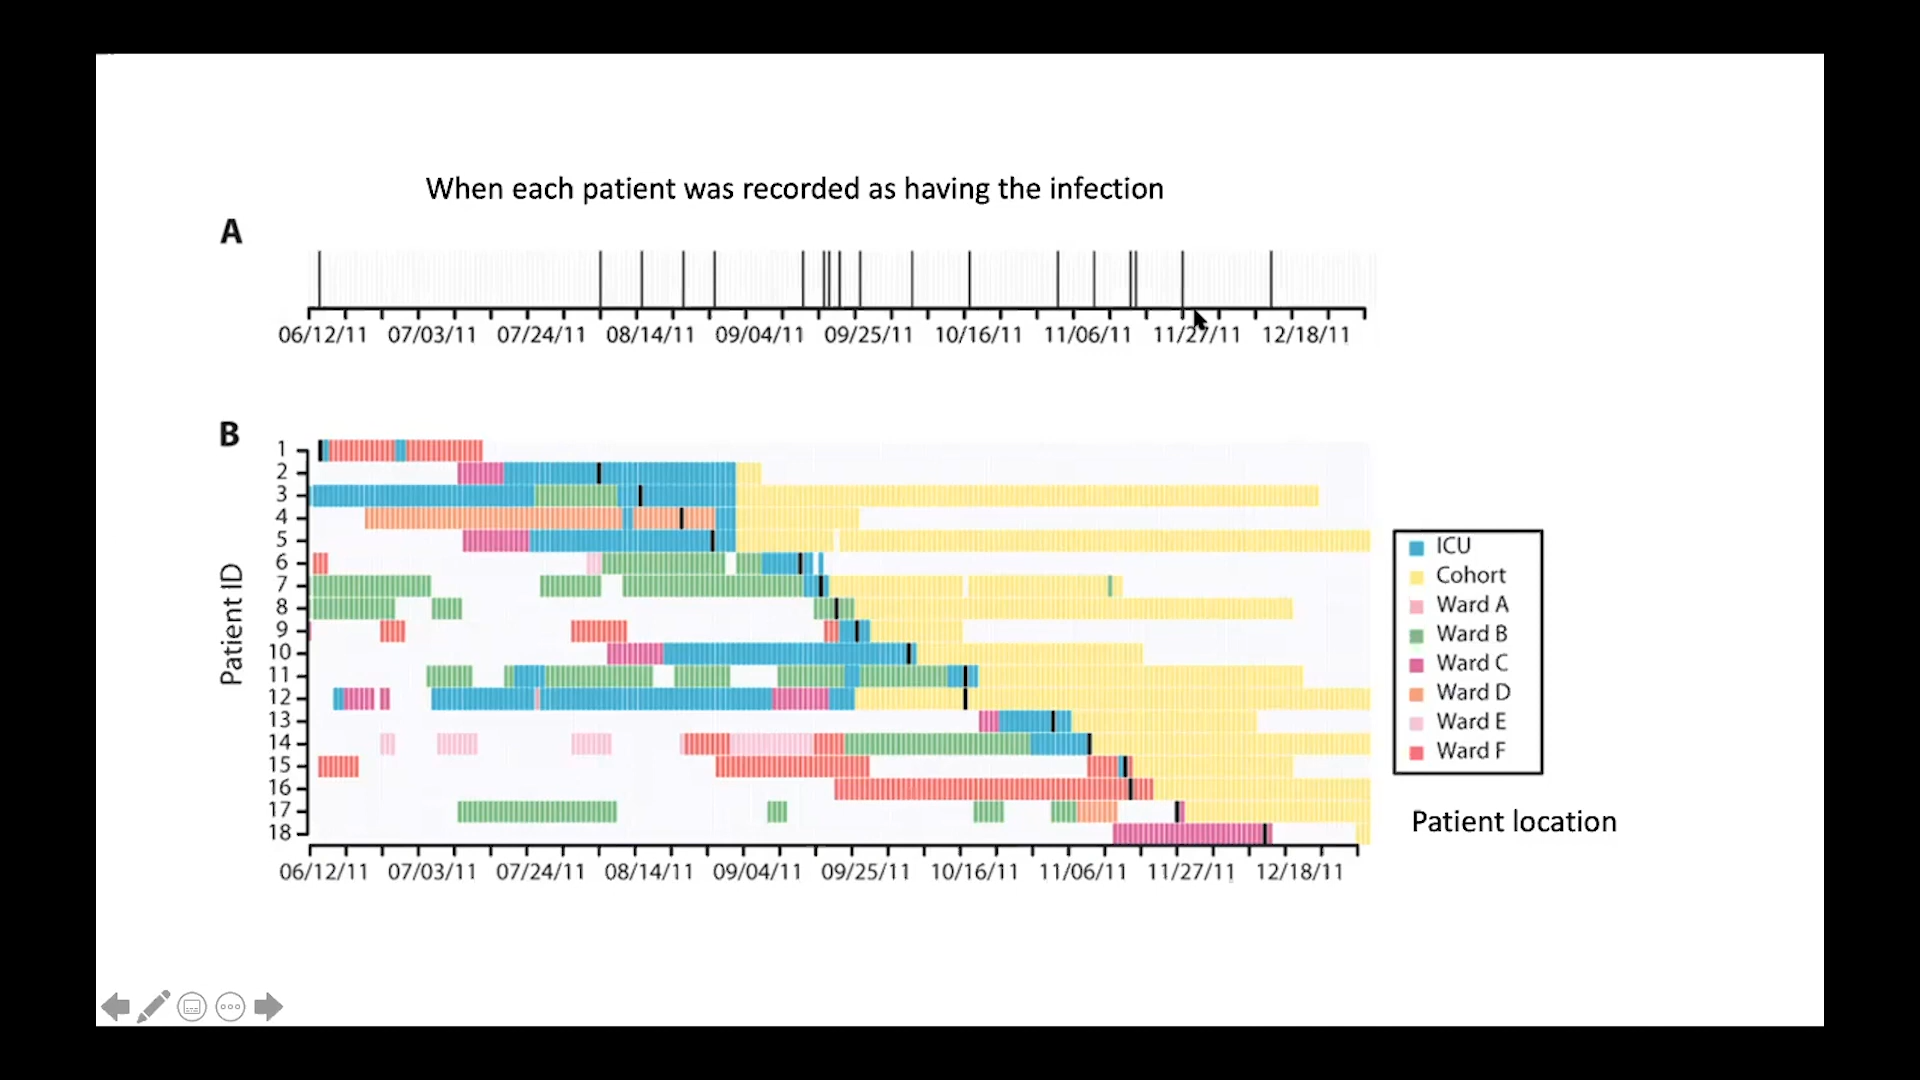 When each patient was recorded as having the infection
A
06/12/11 07/03/11 07/24/11 08/14/11 09/04/11 09/25/11 10/16/11 11/06/11 11/27/11 12/18/11
B
Patient ID
1
2
3
4
5
6
7
8
9
10
11
12
13
14
15
16
17
18
06/12/11 07/03/11 07/24/11 08/14/11 09/04/11 09/25/11 10/16/11 11/06/11 11/27/11 12/18/11
ICU
Cohort
Ward A
Ward B
Ward C
Ward D
Ward E
Ward F
Patient location